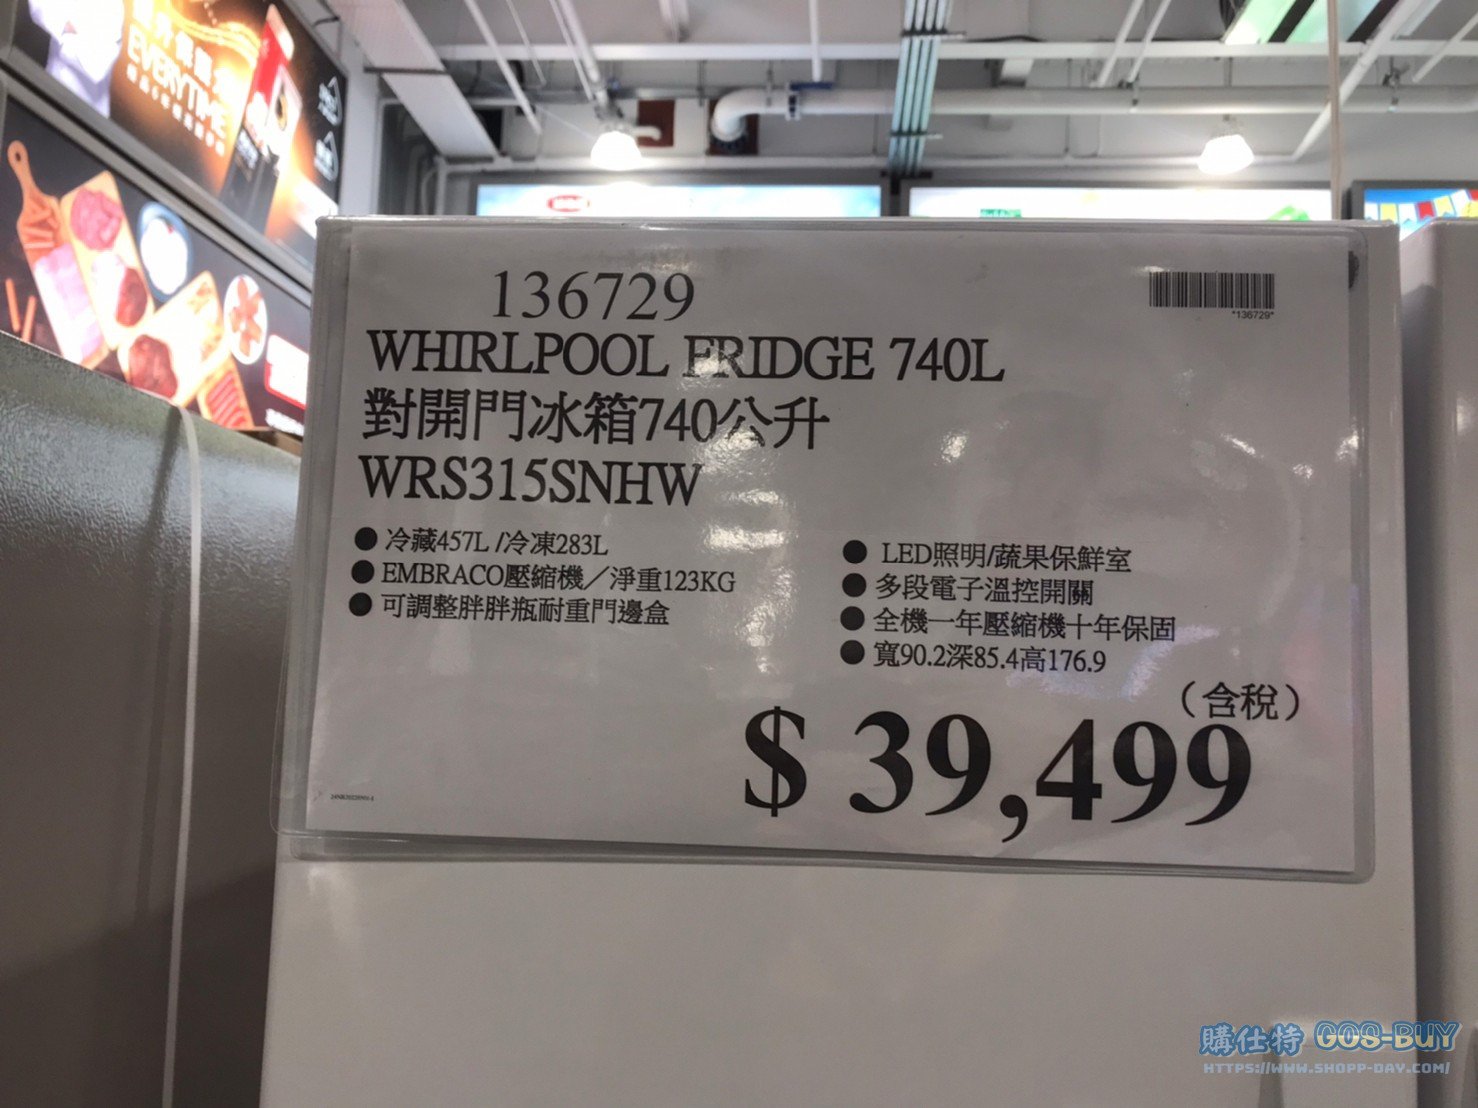 EVERYTIME
136729
*136729*
WHIRLPOOL FRIDGE 740L
對開門冰箱740公升
WRS315SNHW
● 冷藏457L /冷凍283L
● EMBRACO壓縮機／淨重123KG
● 可調整胖胖瓶耐重門邊盒
● LED照明/蔬果保鮮室
● 多段電子溫控開關
● 全機一年壓縮機十年保固
● 寬90.2深85.4高176.9
（含稅）
$ 39,499
購仕特 GOS-BUY
HTTPS://WWW.SHOPP-DAY.COM/